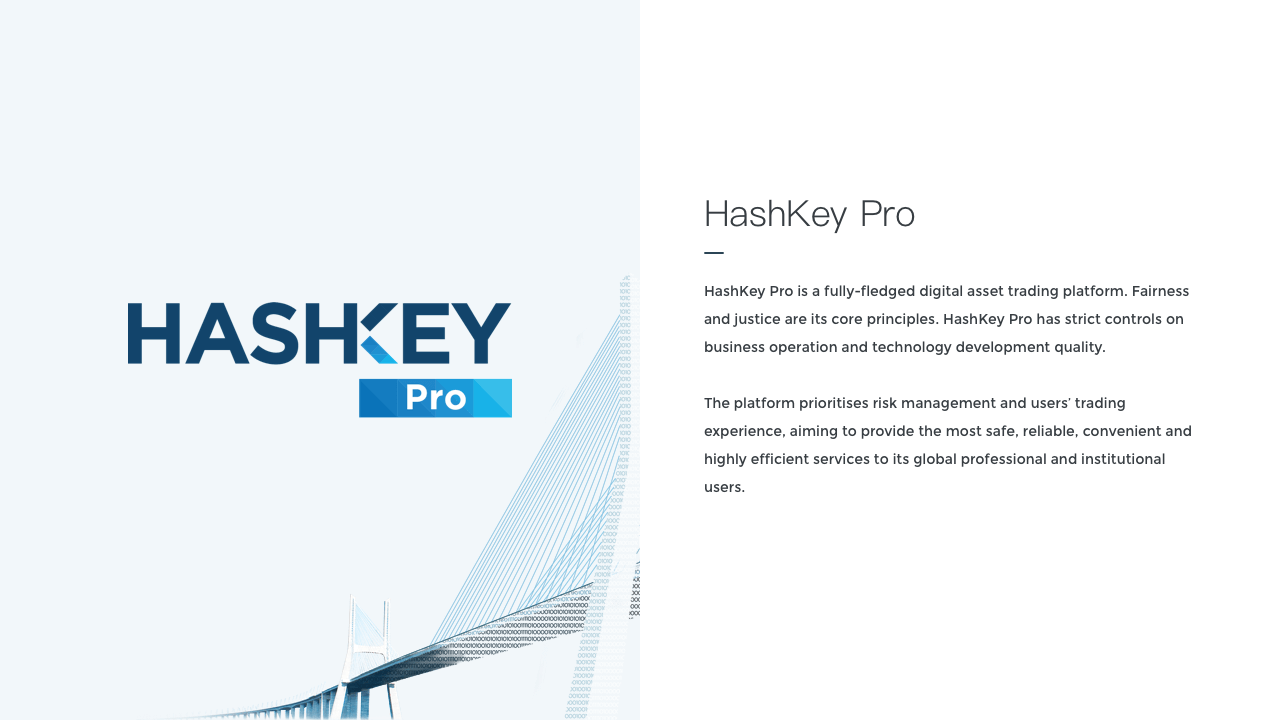 HASHKEY
Pro
HashKey Pro
HashKey Pro is a fully-fledged digital asset trading platform. Fairness
and justice are its core principles. HashKey Pro has strict controls on
business operation and technology development quality.
The platform prioritises risk management and users’ trading
experience, aiming to provide the most safe, reliable, convenient and
highly efficient services to its global professional and institutional
users.